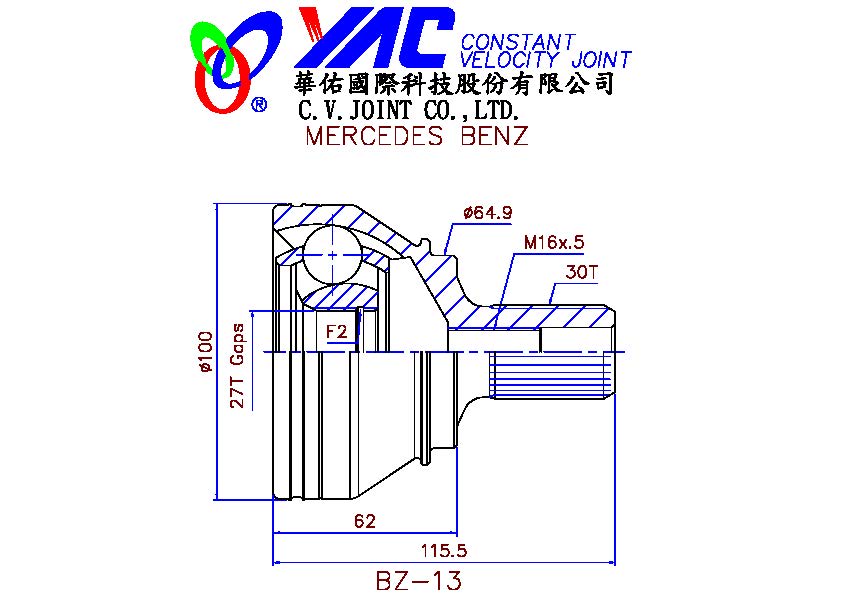 YAC CONSTANT
VELOCITY JOINT
®
華佑國際科技股份有限公司
C.V.JOINT CO.,LTD.
MERCEDES BENZ
ø64.9
M16x.5
30T
F2
ø100
27T Gaps
62
115.5
BZ-13